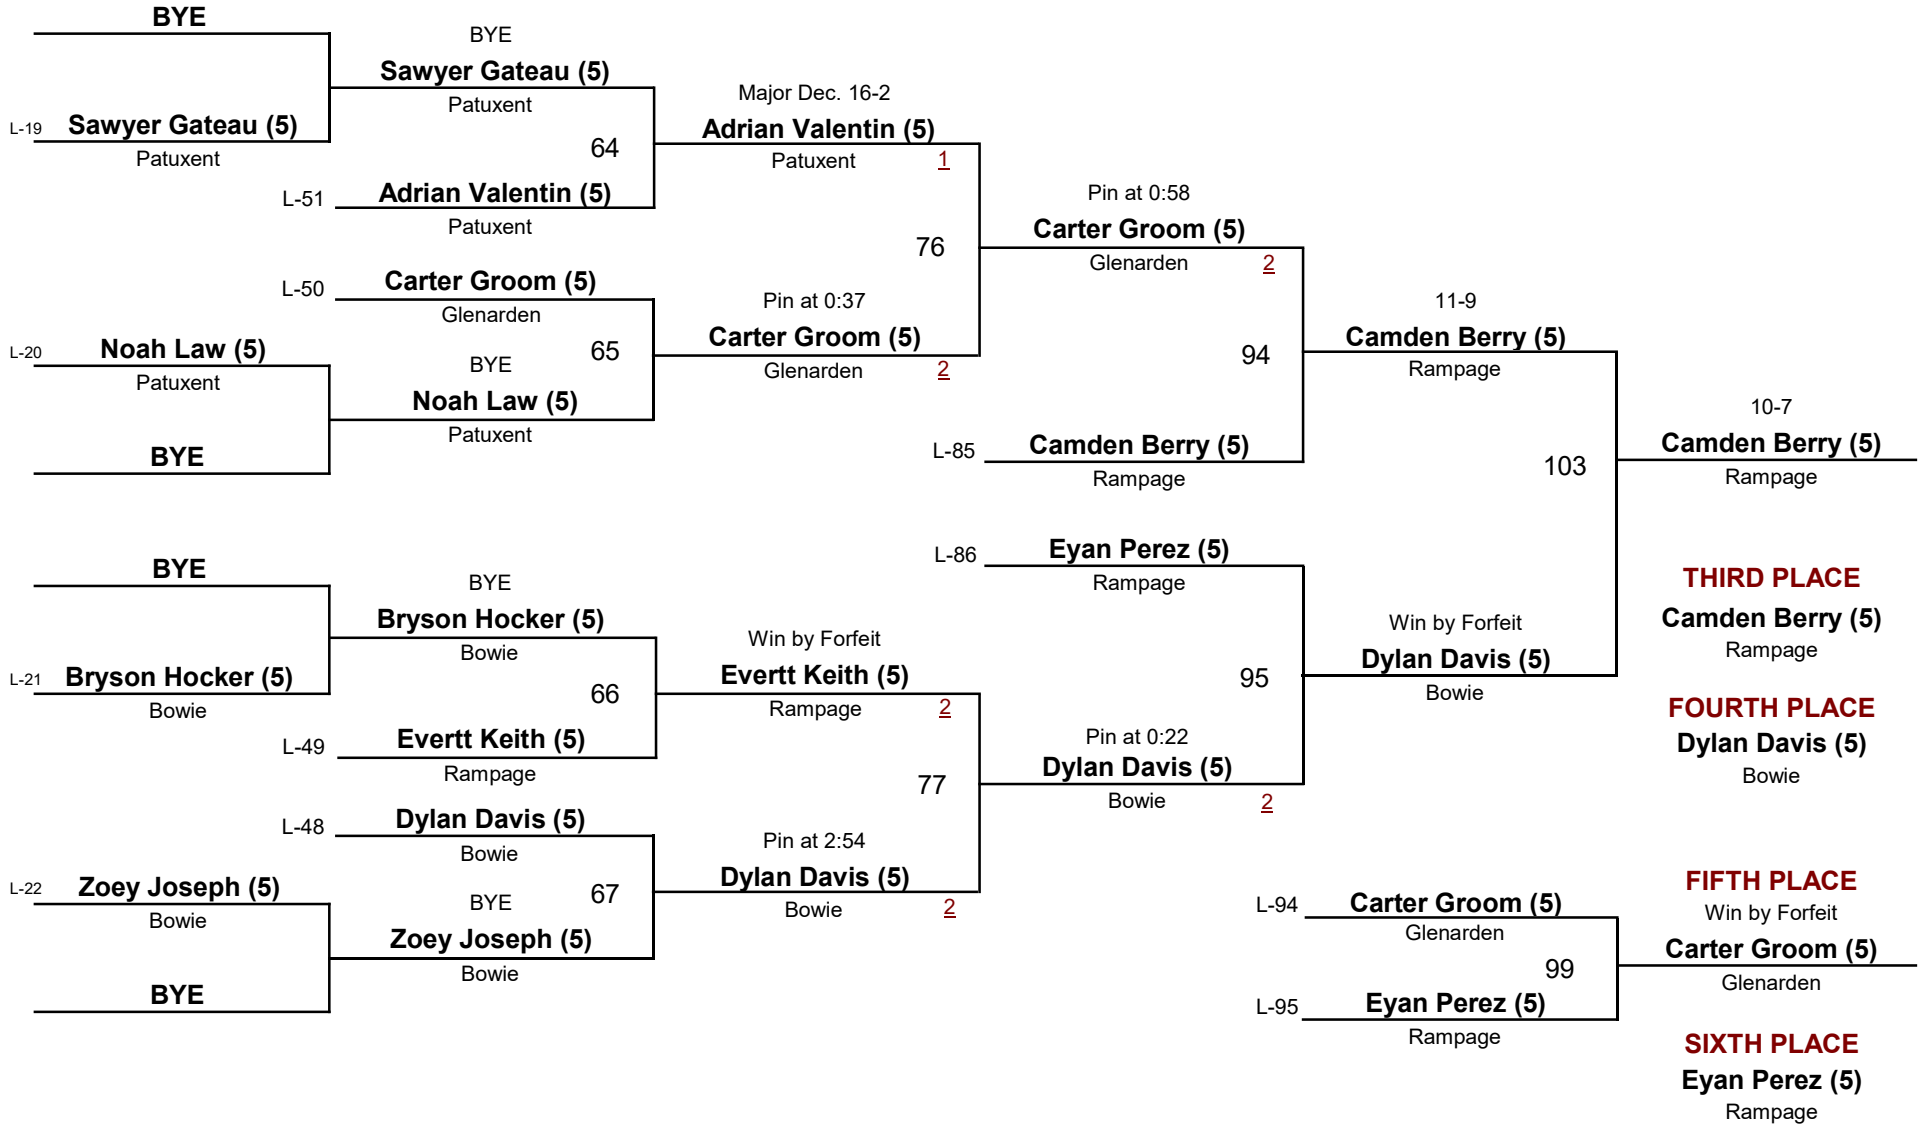 BYE
L-19 Sawyer Gateau (5)
Patuxent
BYE
Sawyer Gateau (5)
Patuxent
64
L-51 Adrian Valentin (5)
Patuxent
Major Dec. 16-2
Adrian Valentin (5)
Patuxent 1
L-50 Carter Groom (5)
Glenarden
L-20 Noah Law (5)
Patuxent
BYE
BYE
Noah Law (5)
Patuxent
65
Pin at 0:37
Carter Groom (5)
Glenarden 2
76
Pin at 0:58
Carter Groom (5)
Glenarden 2
94
L-85 Camden Berry (5)
Rampage
11-9
Camden Berry (5)
Rampage
103
10-7
Camden Berry (5)
Rampage
BYE
L-21 Bryson Hocker (5)
Bowie
BYE
Bryson Hocker (5)
Bowie
66
L-49 Evertt Keith (5)
Rampage
Win by Forfeit
Evertt Keith (5)
Rampage 2
L-48 Dylan Davis (5)
Bowie
L-22 Zoey Joseph (5)
Bowie
BYE
BYE
Zoey Joseph (5)
Bowie
67
Pin at 2:54
Dylan Davis (5)
Bowie 2
77
L-86 Eyan Perez (5)
Rampage
95
Pin at 0:22
Dylan Davis (5)
Bowie 2
Win by Forfeit
Dylan Davis (5)
Bowie
THIRD PLACE
Camden Berry (5)
Rampage
FOURTH PLACE
Dylan Davis (5)
Bowie
L-94 Carter Groom (5)
Glenarden
99
L-95 Eyan Perez (5)
Rampage
FIFTH PLACE
Win by Forfeit
Carter Groom (5)
Glenarden
SIXTH PLACE
Eyan Perez (5)
Rampage